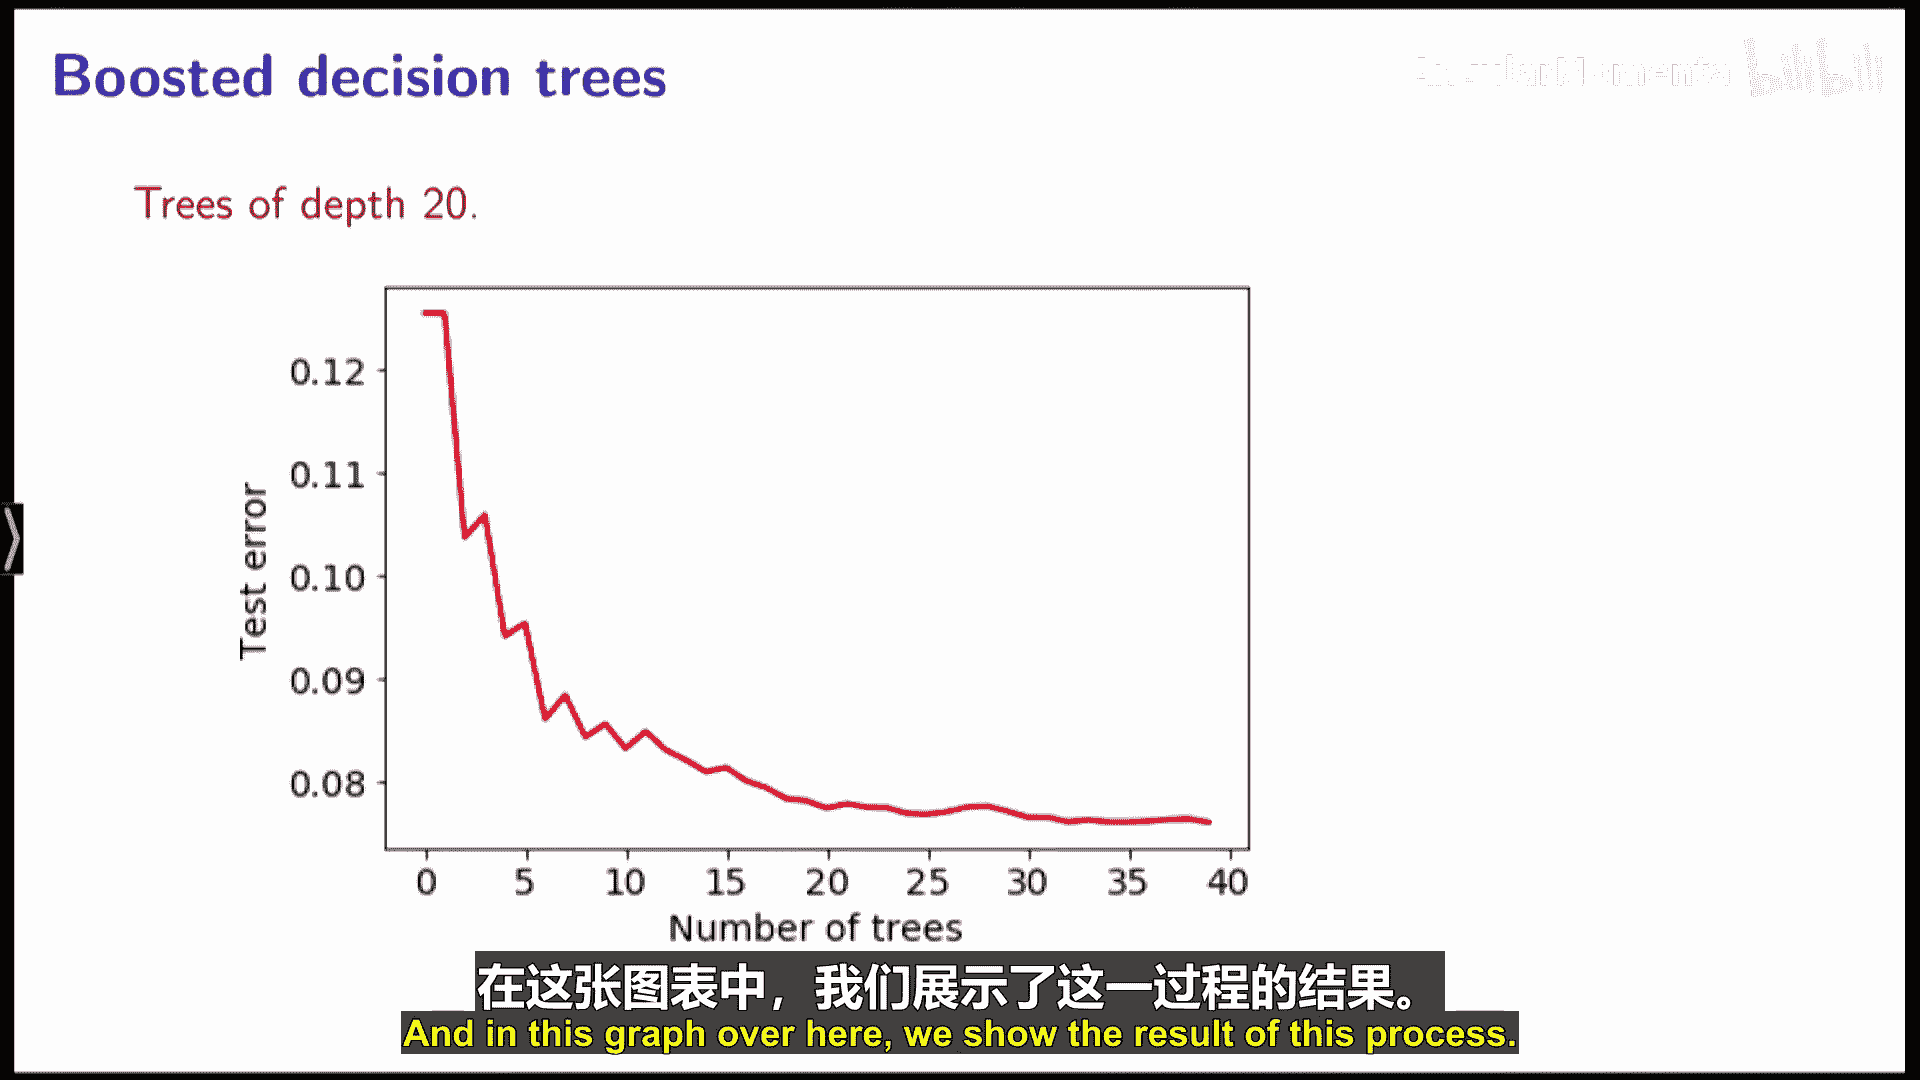 Boosted decision trees
bilibili
Trees of depth 20.
0.12
0.11
0.10
0.09
0.08
Test error
0 5 10 15 20 25 30 35 40
Number of trees
在这张图表中，我们展示了这一过程的结果。
And in this graph over here, we show the result of this process.